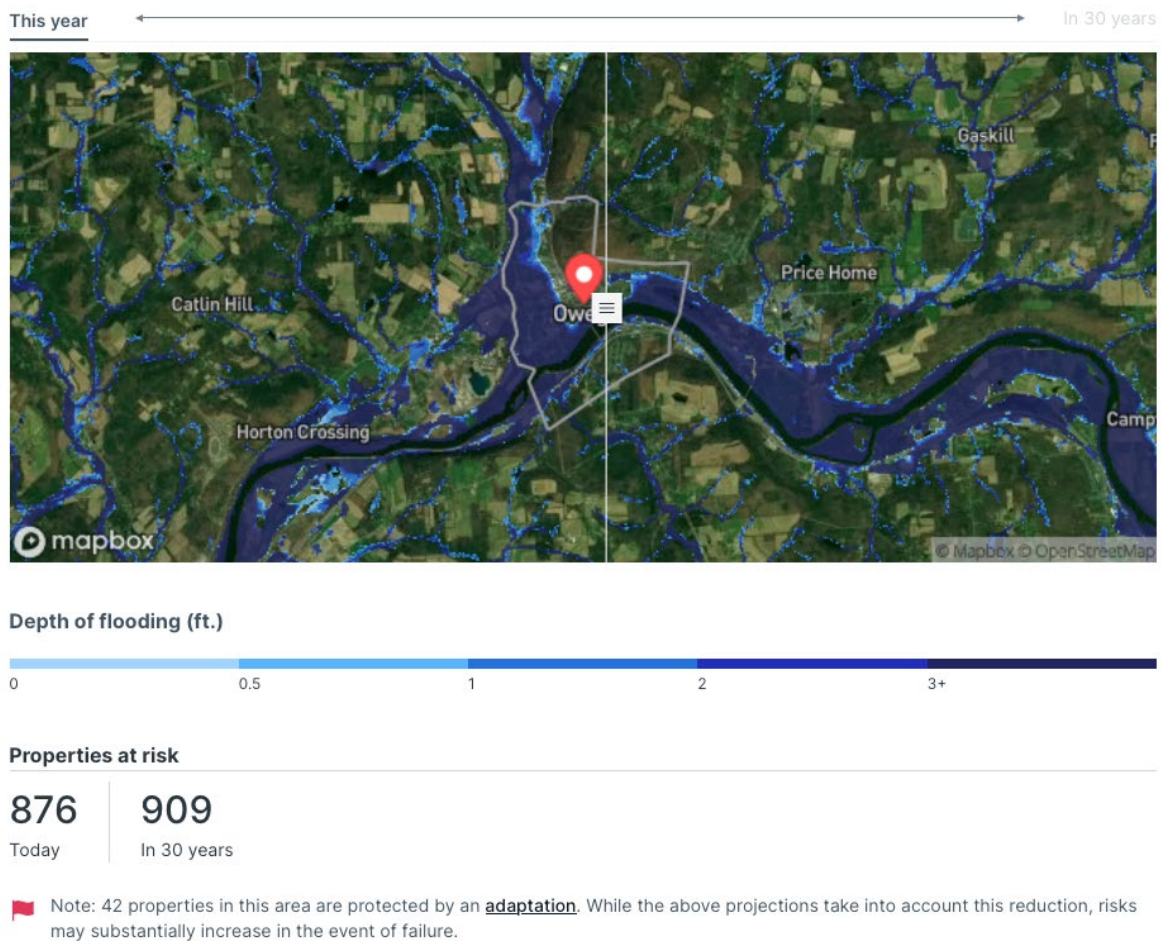 This year
In 30 years
Gaskill
Price Home
Catlin Hill
Owe
Horton Crossing
Camp
mapbox
© Mapbox © OpenStreetMap
Depth of flooding (ft.)
0 0.5 1 2 3+
Properties at risk
876 909
Today In 30 years
Note: 42 properties in this area are protected by an adaptation. While the above projections take into account this reduction, risks
may substantially increase in the event of failure.